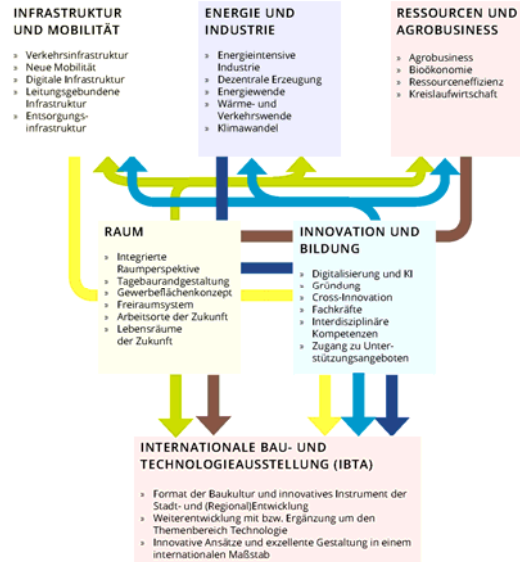 INFRASTRUKTUR
UND MOBILITÄT
» Verkehrsinfrastruktur
» Neue Mobilität
» Digitale Infrastruktur
» Leitungsgebundene
Infrastruktur
» Entsorgungs-
infrastruktur
ENERGIE UND
INDUSTRIE
» Energieintensive
Industrie
» Dezentrale Erzeugung
» Energiewende
» Wärme- und
Verkehrswende
» Klimawandel
RESSOURCEN UND
AGROBUSINESS
» Agrobusiness
» Bioökonomie
» Ressourceneffizienz
» Kreislaufwirtschaft
RAUM
» Integrierte
Raumperspektive
» Tagebaurandgestaltung
» Gewerbeflächenkonzept
» Freiraumsystem
» Arbeitsorte der Zukunft
» Lebensräume
der Zukunft
INNOVATION UND
BILDUNG
» Digitalisierung und KI
» Gründung
» Cross-Innovation
» Fachkräfte
» Interdisziplinäre
Kompetenzen
» Zugang zu Unter-
stützungsangeboten
INTERNATIONALE BAU- UND
TECHNOLOGIEAUSSTELLUNG (IBTA)
» Format der Baukultur und innovatives Instrument der
Stadt- und (Regional)Entwicklung
» Weiterentwicklung mit bzw. Ergänzung um den
Themenbereich Technologie
» Innovative Ansätze und exzellente Gestaltung in einem
internationalen Maßstab